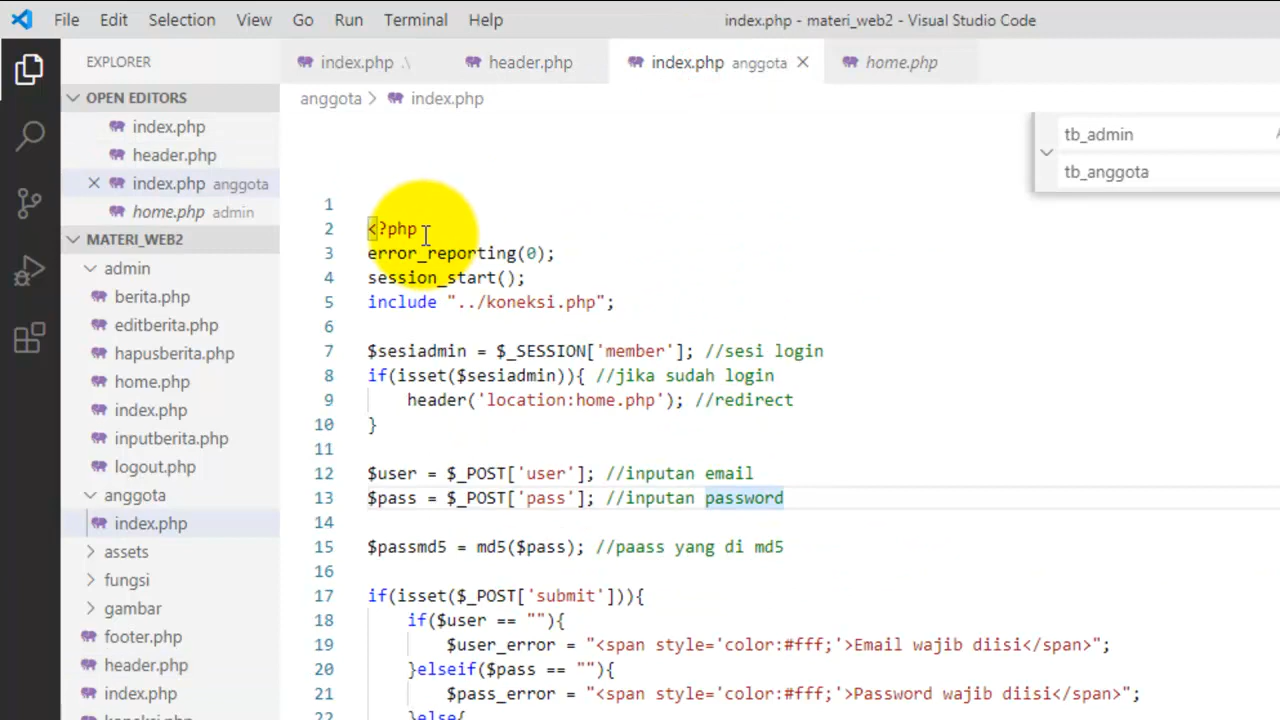 File Edit Selection View Go Run Terminal Help
index.php - materi_web2 - Visual Studio Code
EXPLORER
index.php .\
header.php
index.php anggota
home.php
OPEN EDITORS
index.php
header.php
index.php anggota
home.php admin
MATERI_WEB2
admin
berita.php
editberita.php
hapusberita.php
home.php
index.php
inputberita.php
logout.php
anggota
index.php
assets
fungsi
gambar
footer.php
header.php
index.php
koneksi.php
anggota > index.php
tb_admin
tb_anggota
1
2 <?php
3 error_reporting(0);
4 session_start();
5 include "../koneksi.php";
6
7 $sesiadmin = $_SESSION['member']; //sesi login
8 if(isset($sesiadmin)){ //jika sudah login
9 header('location:home.php'); //redirect
10 }
11
12 $user = $_POST['user']; //inputan email
13 $pass = $_POST['pass']; //inputan password
14
15 $passmd5 = md5($pass); //paass yang di md5
16
17 if(isset($_POST['submit'])){
18 if($user == ""){
19 $user_error = "<span style='color:#fff;'>Email wajib diisi</span>";
20 }elseif($pass == ""){
21 $pass_error = "<span style='color:#fff;'>Password wajib diisi</span>";
22 }else{